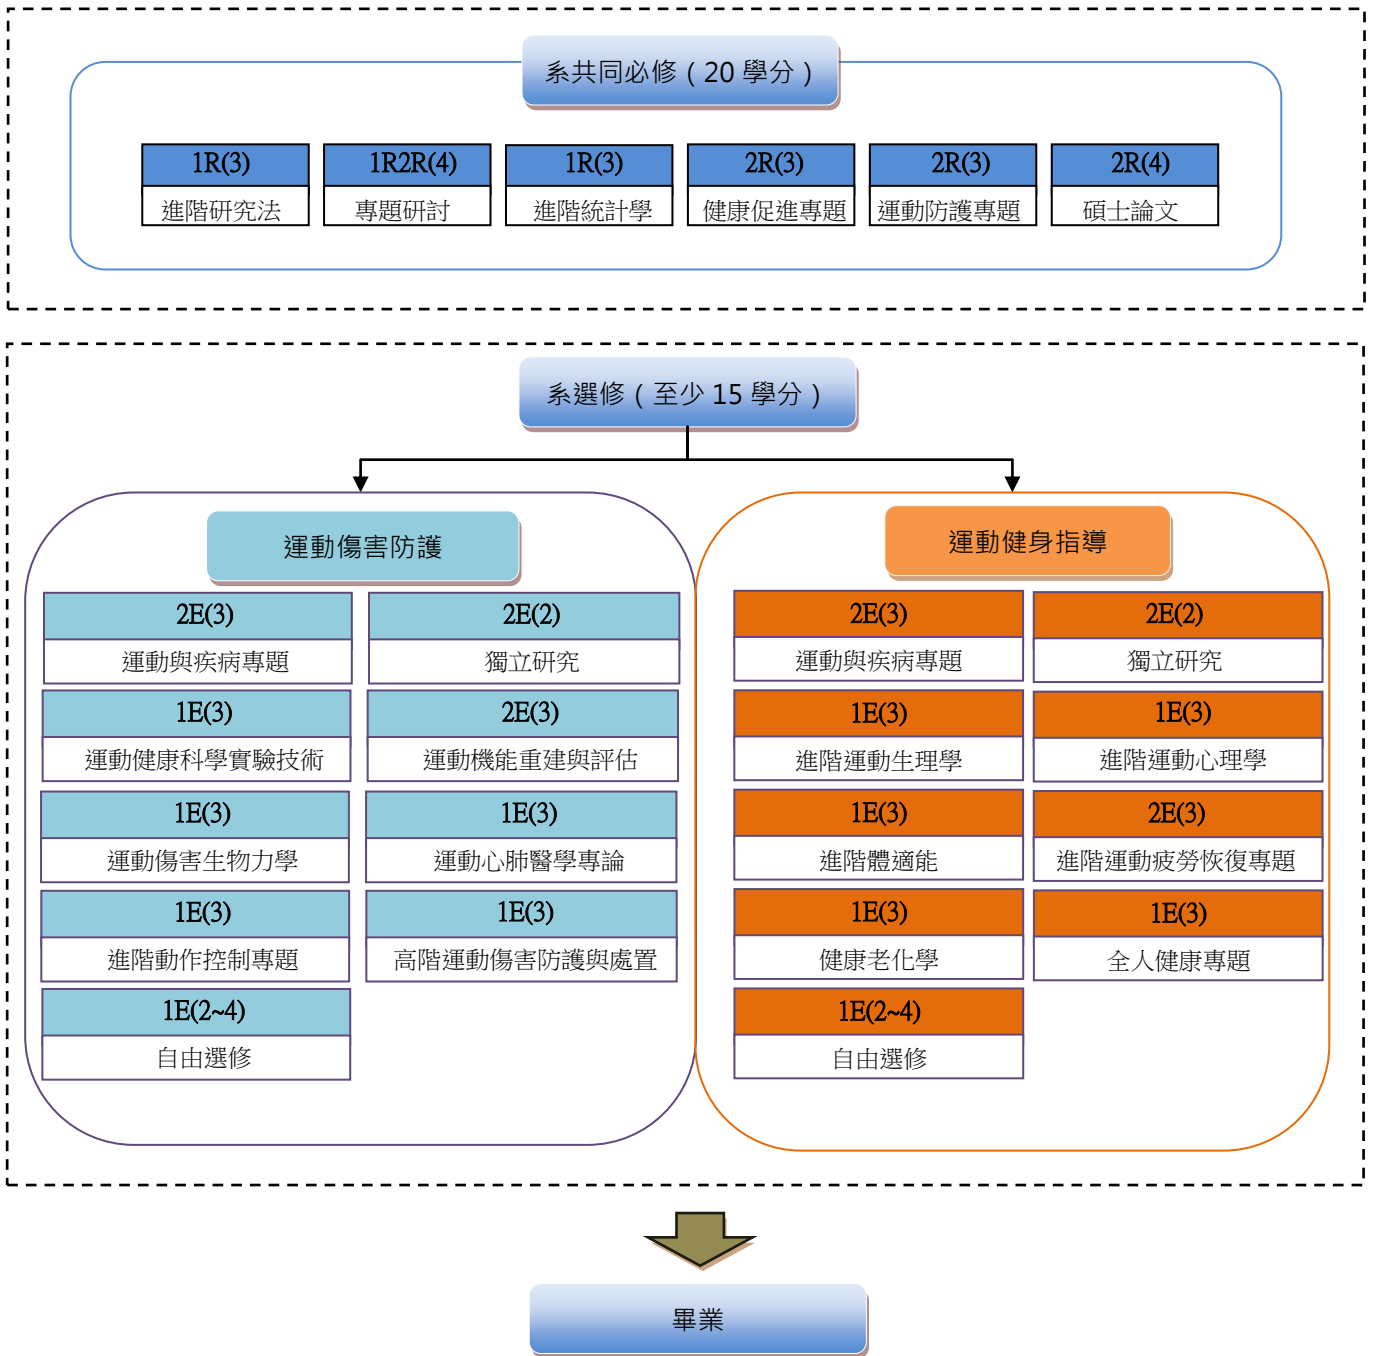 系共同必修（20 學分）
1R(3)
進階研究法
1R2R(4)
專題研討
1R(3)
進階統計學
2R(3)
健康促進專題
2R(3)
運動防護專題
2R(4)
碩士論文
系選修（至少 15 學分）
運動傷害防護
2E(3)
運動與疾病專題
2E(2)
獨立研究
1E(3)
運動健康科學實驗技術
2E(3)
運動機能重建與評估
1E(3)
運動傷害生物力學
1E(3)
運動心肺醫學專論
1E(3)
進階動作控制專題
1E(3)
高階運動傷害防護與處置
1E(2~4)
自由選修
運動健身指導
2E(3)
運動與疾病專題
2E(2)
獨立研究
1E(3)
進階運動生理學
1E(3)
進階運動心理學
1E(3)
進階體適能
2E(3)
進階運動疲勞恢復專題
1E(3)
健康老化學
1E(3)
全人健康專題
1E(2~4)
自由選修
畢業